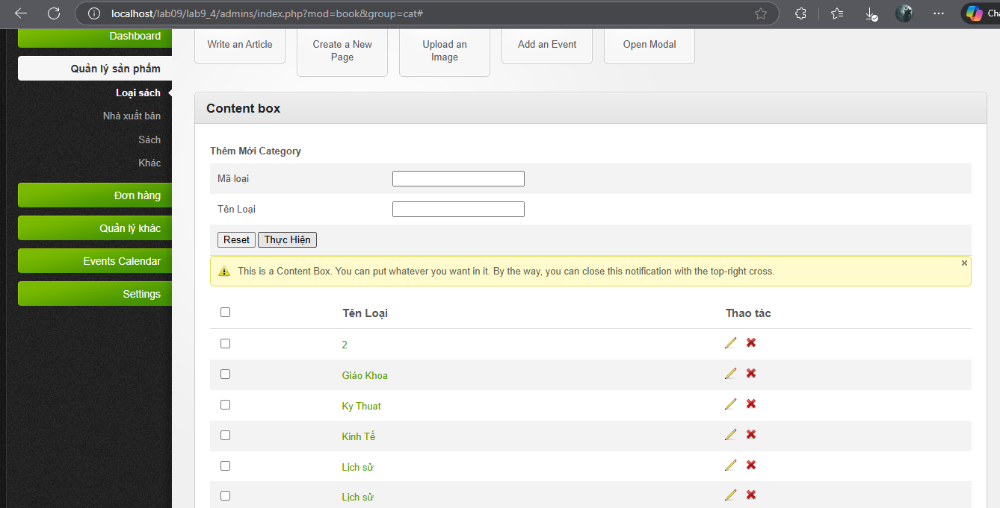 localhost/lab09/lab9_4/admins/index.php?mod=book&group=cat#
Dashboard
Quản lý sản phẩm
Loại sách
Nhà xuất bản
Sách
Khác
Đơn hàng
Quản lý khác
Events Calendar
Settings
Write an Article
Create a New
Page
Upload an
Image
Add an Event
Open Modal
Content box
Thêm Mới Category
Mã loại
Tên Loại
Reset Thực Hiện
This is a Content Box. You can put whatever you want in it. By the way, you can close this notification with the top-right cross.
Tên Loại Thao tác
2
Giáo Khoa
Ky Thuat
Kinh Tế
Lịch sử
Lịch sử